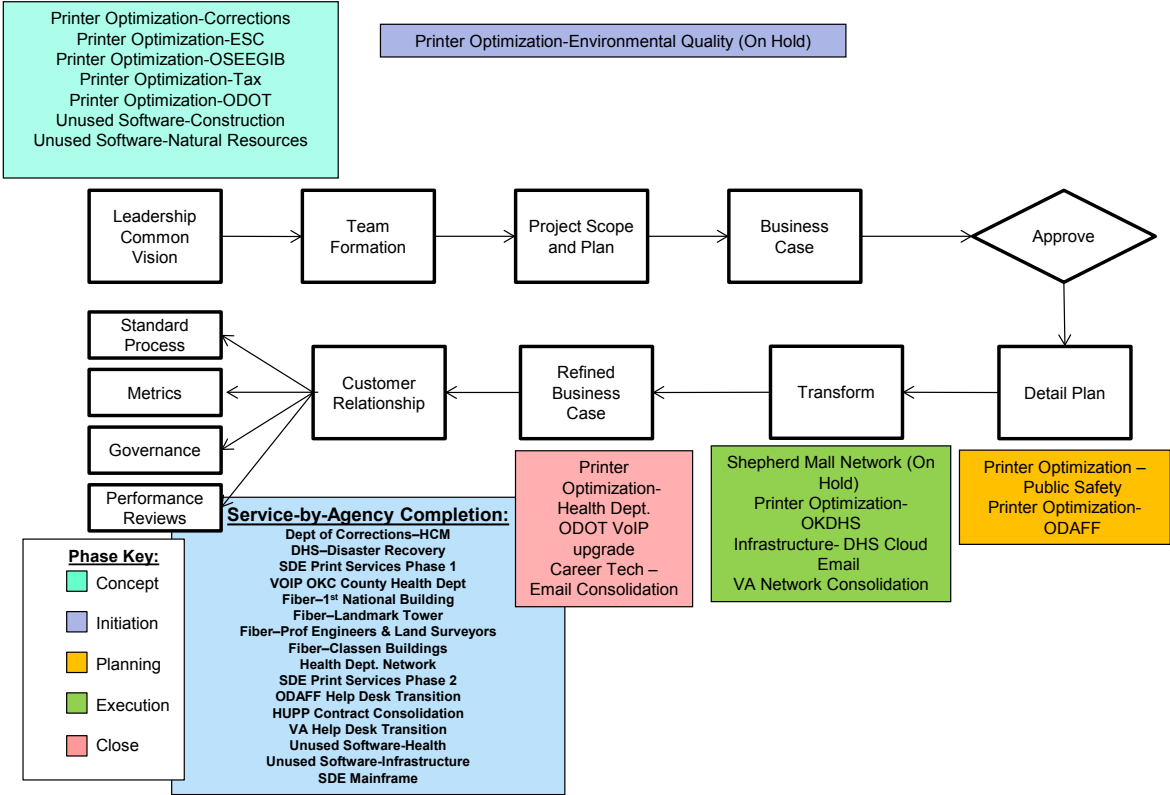 Printer Optimization-Corrections
Printer Optimization-ESC
Printer Optimization-OSEEGIB
Printer Optimization-Tax
Printer Optimization-ODOT
Unused Software-Construction
Unused Software-Natural Resources
Printer Optimization-Environmental Quality (On Hold)
Leadership
Common
Vision
Team
Formation
Project Scope
and Plan
Business
Case
Approve
Standard
Process
Metrics
Governance
Performance
Reviews
Customer
Relationship
Refined
Business
Case
Transform
Detail Plan
Printer
Optimization-
Health Dept.
ODOT VoIP
upgrade
Career Tech –
Email Consolidation
Shepherd Mall Network (On
Hold)
Printer Optimization-
OKDHS
Infrastructure- DHS Cloud
Email
VA Network Consolidation
Printer Optimization –
Public Safety
Printer Optimization-
ODAFF
Service-by-Agency Completion:
Dept of Corrections–HCM
DHS–Disaster Recovery
SDE Print Services Phase 1
VOIP OKC County Health Dept
Fiber–1st National Building
Fiber–Landmark Tower
Fiber–Prof Engineers & Land Surveyors
Fiber–Classen Buildings
Health Dept. Network
SDE Print Services Phase 2
ODAFF Help Desk Transition
HUPP Contract Consolidation
VA Help Desk Transition
Unused Software-Health
Unused Software-Infrastructure
SDE Mainframe
Phase Key:
Concept
Initiation
Planning
Execution
Close